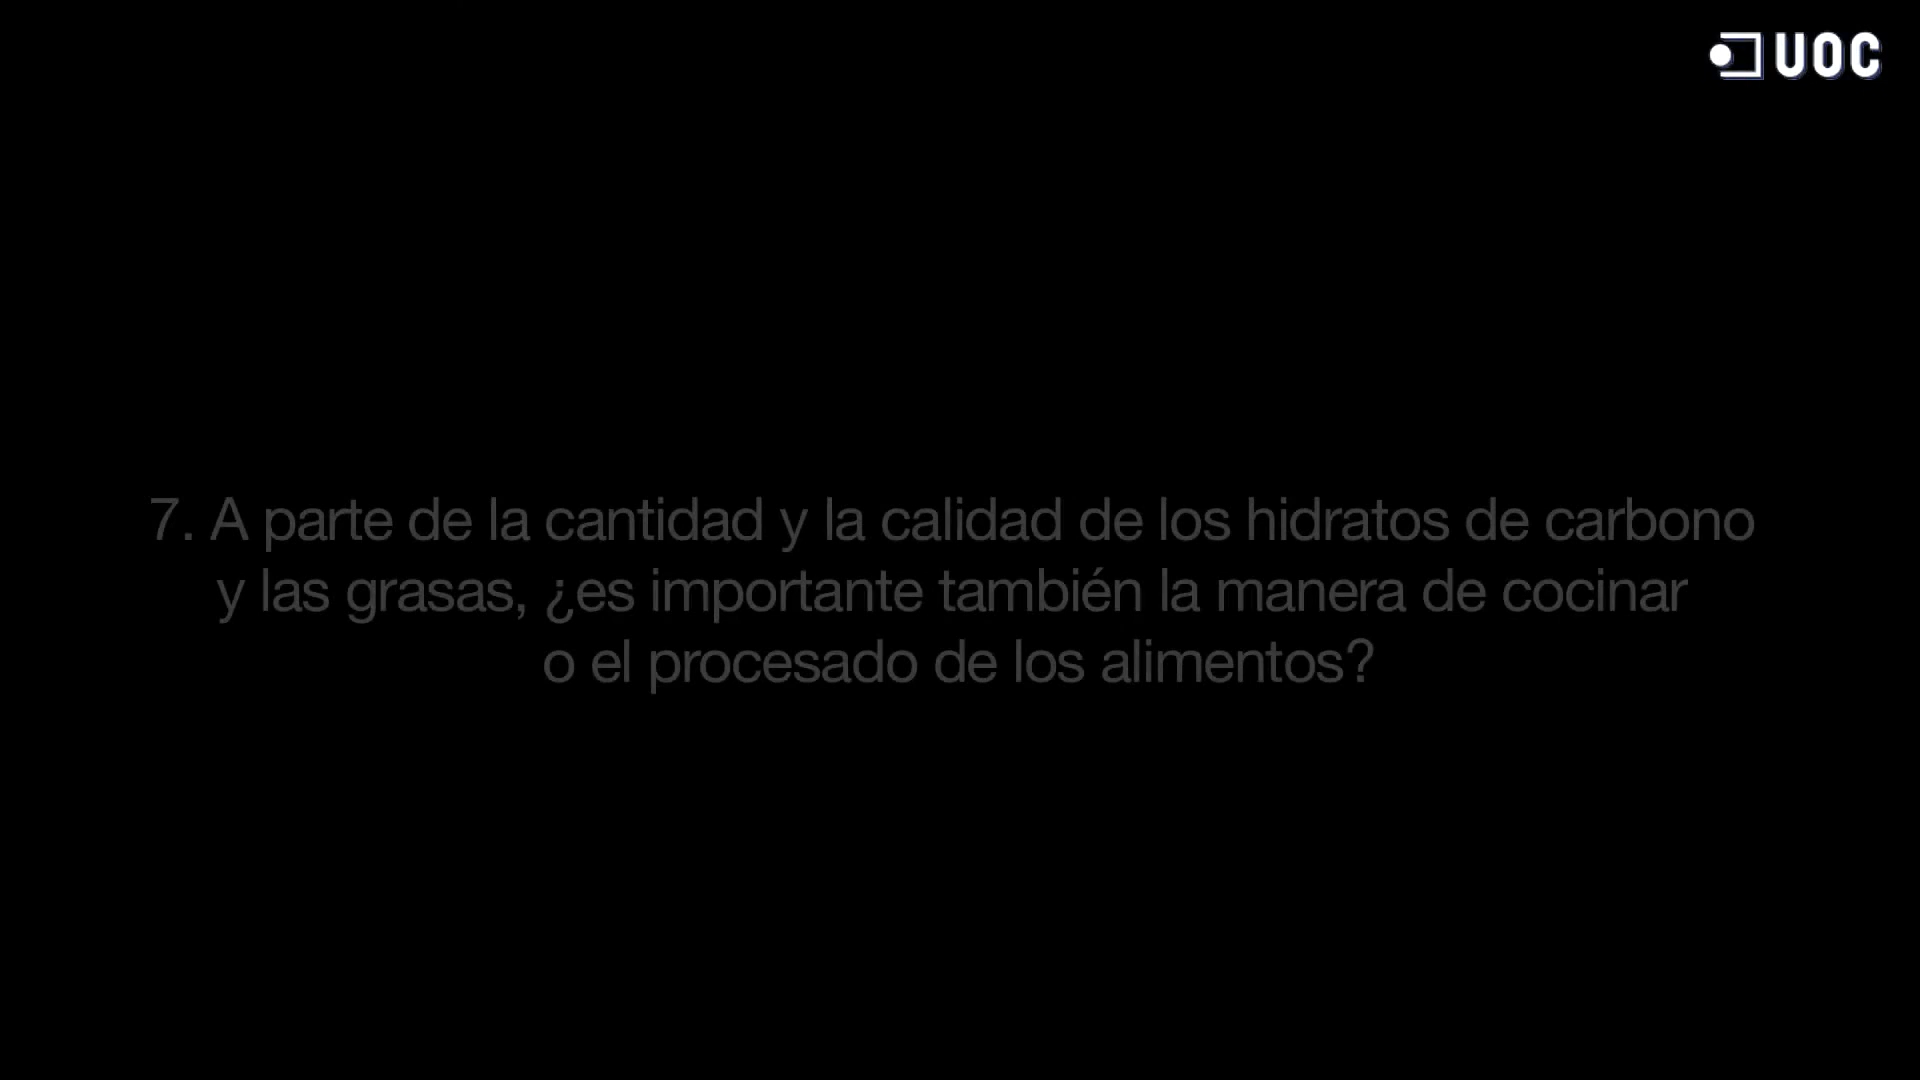 UOC
7. A parte de la cantidad y la calidad de los hidratos de carbono
y las grasas, ¿es importante también la manera de cocinar
o el procesado de los alimentos?